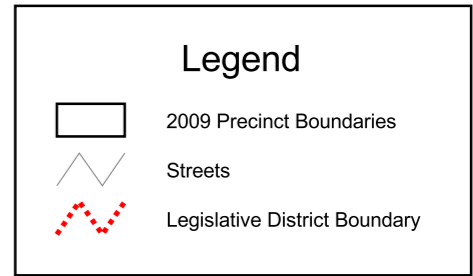 Legend
2009 Precinct Boundaries
Streets
Legislative District Boundary